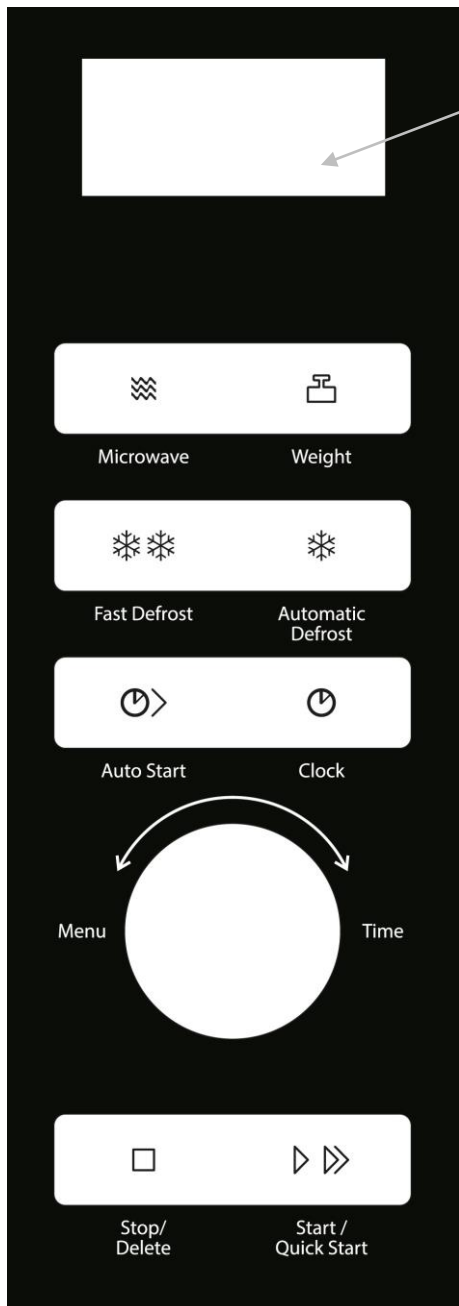 Microwave Weight
Fast Defrost Automatic
Defrost
Auto Start Clock
Menu Time
Stop/ Start /
Delete Quick Start